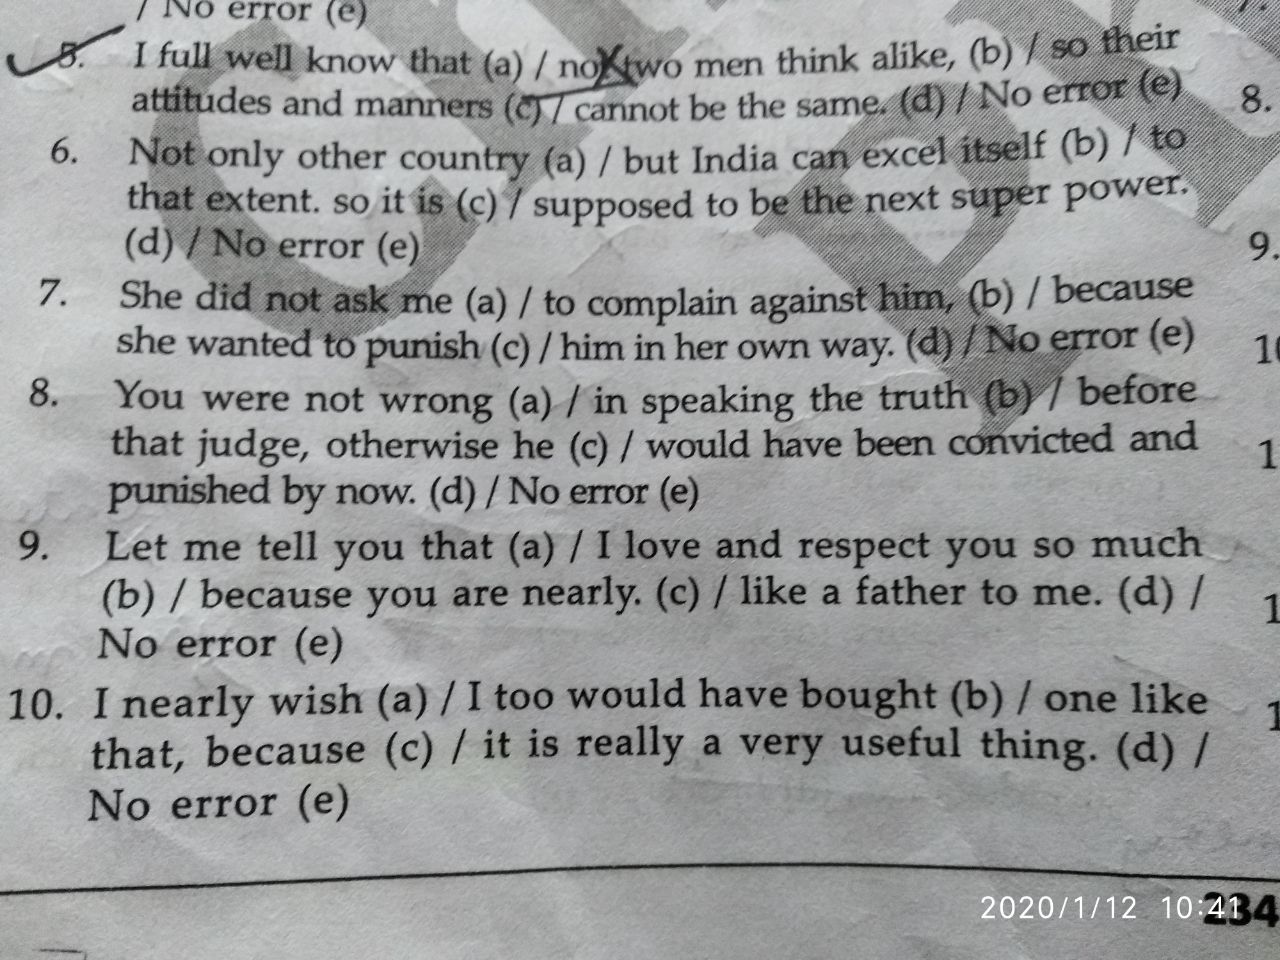 / No error (e)
5. I full well know that (a) / no two men think alike, (b) / so their
attitudes and manners (c) / cannot be the same. (d) / No error (e)
6. Not only other country (a) / but India can excel itself (b) / to
that extent. so it is (c) / supposed to be the next super power.
(d) / No error (e)
7. She did not ask me (a) / to complain against him, (b) / because
she wanted to punish (c) / him in her own way. (d) / No error (e)
8. You were not wrong (a) / in speaking the truth (b) / before
that judge, otherwise he (c) / would have been convicted and
punished by now. (d) / No error (e)
9. Let me tell you that (a) / I love and respect you so much
(b) / because you are nearly. (c) / like a father to me. (d) /
No error (e)
10. I nearly wish (a) / I too would have bought (b) / one like
that, because (c) / it is really a very useful thing. (d) /
No error (e)
8.
9.
234
2020/1/12 10:41